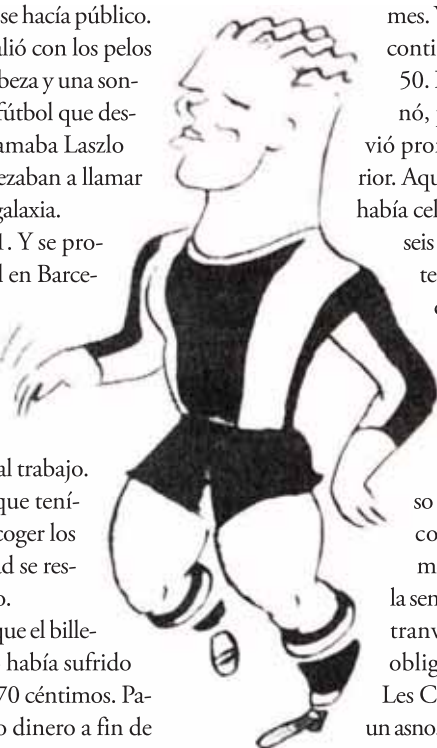 se hacía público.
alió con los pelos
beza y una son-
fútbol que des-
amaba Laszlo
ezaban a llamar
galaxia.
1. Y se pro-
l en Barce-
al trabajo.
que tení-
coger los
ad se res-
o.
que el bille-
había sufrido
70 céntimos. Pa-
o dinero a fin de
mes. Y
conti
50.
nó,
vió pro
rior. Aqu
había cel
seis
te
so
co
m
la sen
tranv
oblig
Les C
un asno